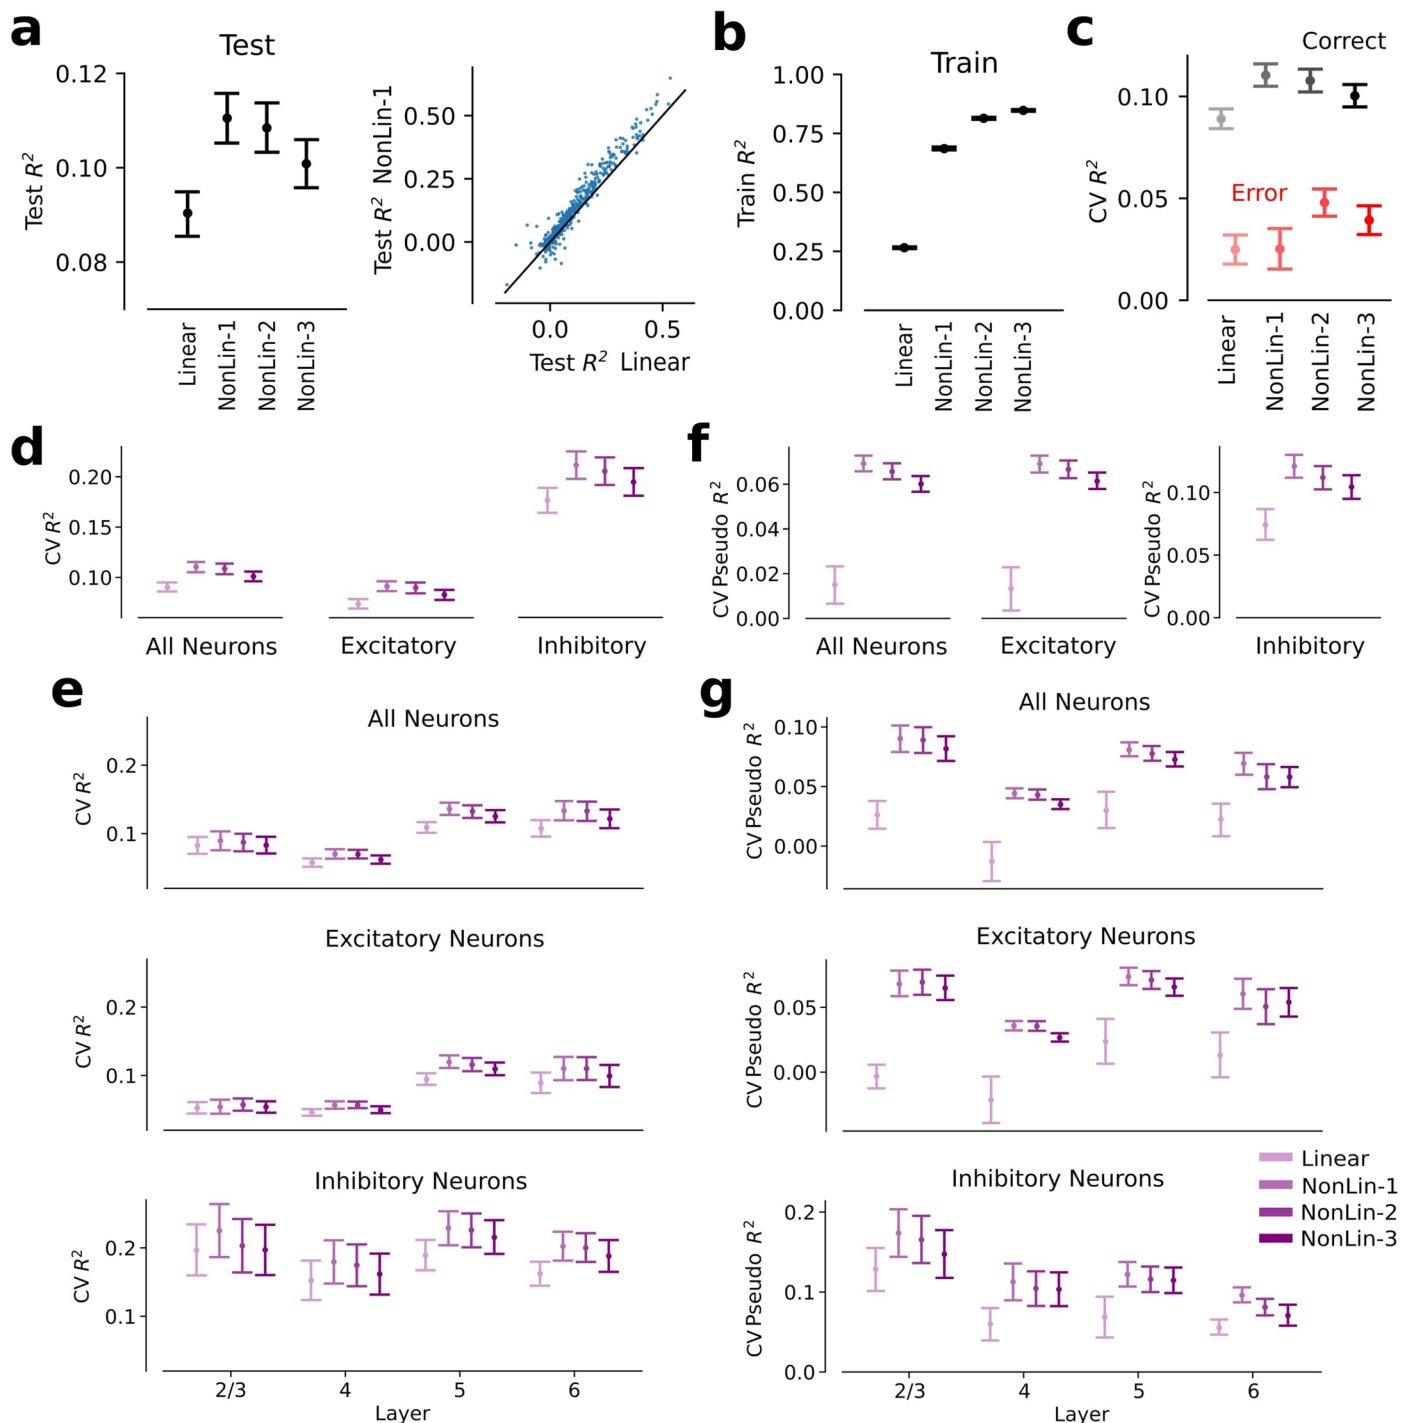 a
Test
Test R²
0.12
0.10
0.08
Linear
NonLin-1
NonLin-2
NonLin-3
Test R² NonLin-1
0.50
0.25
0.00
0.0
0.5
Test R² Linear
b
Train
Train R²
1.00
0.75
0.50
0.25
0.00
Linear
NonLin-1
NonLin-2
NonLin-3
c
Correct
CV R²
0.10
0.05
0.00
Error
Linear
NonLin-1
NonLin-2
NonLin-3
d
CV R²
0.20
0.15
0.10
All Neurons
Excitatory
Inhibitory
f
CV Pseudo R²
0.06
0.04
0.02
0.00
All Neurons
Excitatory
CV Pseudo R²
0.10
0.05
0.00
Inhibitory
e
All Neurons
CV R²
0.2
0.1
Excitatory Neurons
CV R²
0.2
0.1
Inhibitory Neurons
CV R²
0.2
0.1
2/3
4
5
6
Layer
g
All Neurons
CV Pseudo R²
0.10
0.05
0.00
Excitatory Neurons
CV Pseudo R²
0.05
0.00
Linear
NonLin-1
NonLin-2
NonLin-3
Inhibitory Neurons
CV Pseudo R²
0.2
0.1
0.0
2/3
4
5
6
Layer